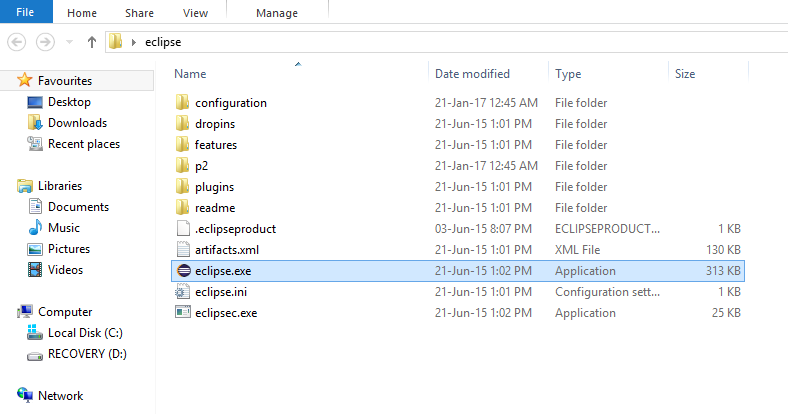 File Home Share View Manage
eclipse
Name Date modified Type Size
Favourites
Desktop
Downloads
Recent places
Libraries
Documents
Music
Pictures
Videos
Computer
Local Disk (C:)
RECOVERY (D:)
Network
configuration 21-Jan-17 12:45 AM File folder
dropins 21-Jun-15 1:01 PM File folder
features 21-Jun-15 1:01 PM File folder
p2 21-Jan-17 12:45 AM File folder
plugins 21-Jun-15 1:01 PM File folder
readme 21-Jun-15 1:01 PM File folder
.eclipseproduct 03-Jun-15 8:07 PM ECLIPSEPRODUCT... 1 KB
artifacts.xml 21-Jun-15 1:01 PM XML File 130 KB
eclipse.exe 21-Jun-15 1:02 PM Application 313 KB
eclipse.ini 21-Jun-15 1:01 PM Configuration sett... 1 KB
eclipsec.exe 21-Jun-15 1:02 PM Application 25 KB